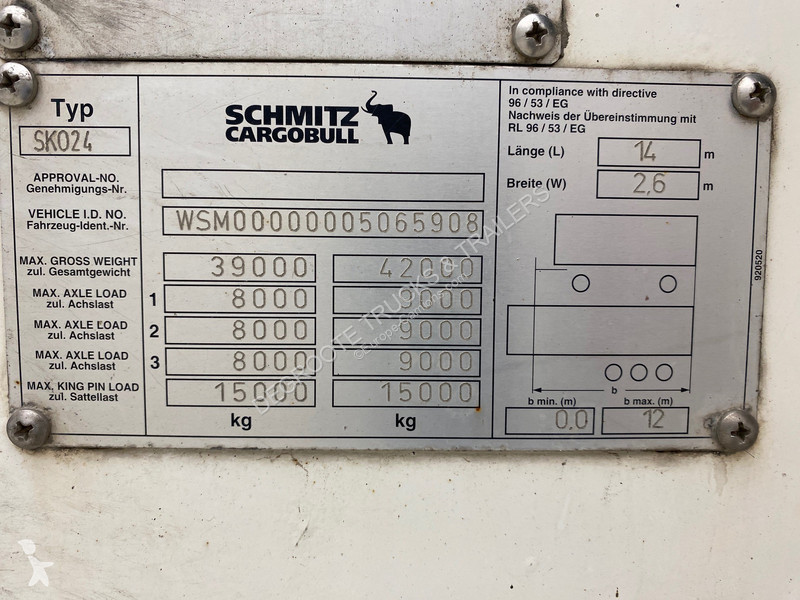 Typ
SKO24
SCHMITZ
CARGOBULL
In compliance with directive
96 / 53 / EG
Nachweis der Übereinstimmung mit
RL 96 / 53 / EG
Länge (L) 14 m
Breite (W) 2,6 m
APPROVAL-NO.
Genehmigungs-Nr.
VEHICLE I.D. NO.
Fahrzeug-Ident.-Nr.
WSM00000005065908
MAX. GROSS WEIGHT
zul. Gesamtgewicht
39000 42000
MAX. AXLE LOAD
zul. Achslast
1 8000 9000
MAX. AXLE LOAD
zul. Achslast
2 8000 9000
MAX. AXLE LOAD
zul. Achslast
3 8000 9000
MAX. KING PIN LOAD
zul. Sattellast
15000 15000
kg kg
b
b min. (m) b max. (m)
0.0 12
920520
DEGROOTE TRUCKS & TRAILERS